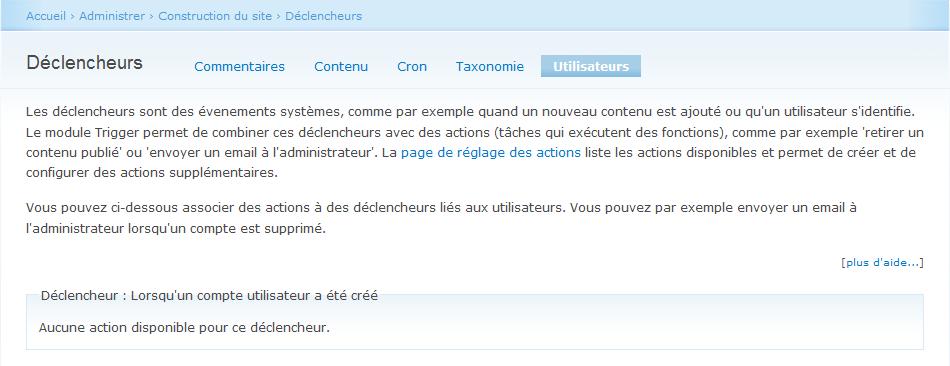 Accueil › Administrer › Construction du site › Déclencheurs
Déclencheurs Commentaires Contenu Cron Taxonomie Utilisateurs
Les déclencheurs sont des évenements systèmes, comme par exemple quand un nouveau contenu est ajouté ou qu'un utilisateur s'identifie.
Le module Trigger permet de combiner ces déclencheurs avec des actions (tâches qui exécutent des fonctions), comme par exemple 'retirer un
contenu publié' ou 'envoyer un email à l'administrateur'. La page de réglage des actions liste les actions disponibles et permet de créer et de
configurer des actions supplémentaires.
Vous pouvez ci-dessous associer des actions à des déclencheurs liés aux utilisateurs. Vous pouvez par exemple envoyer un email à
l'administrateur lorsqu'un compte est supprimé.
[plus d'aide...]
Déclencheur : Lorsqu'un compte utilisateur a été créé
Aucune action disponible pour ce déclencheur.